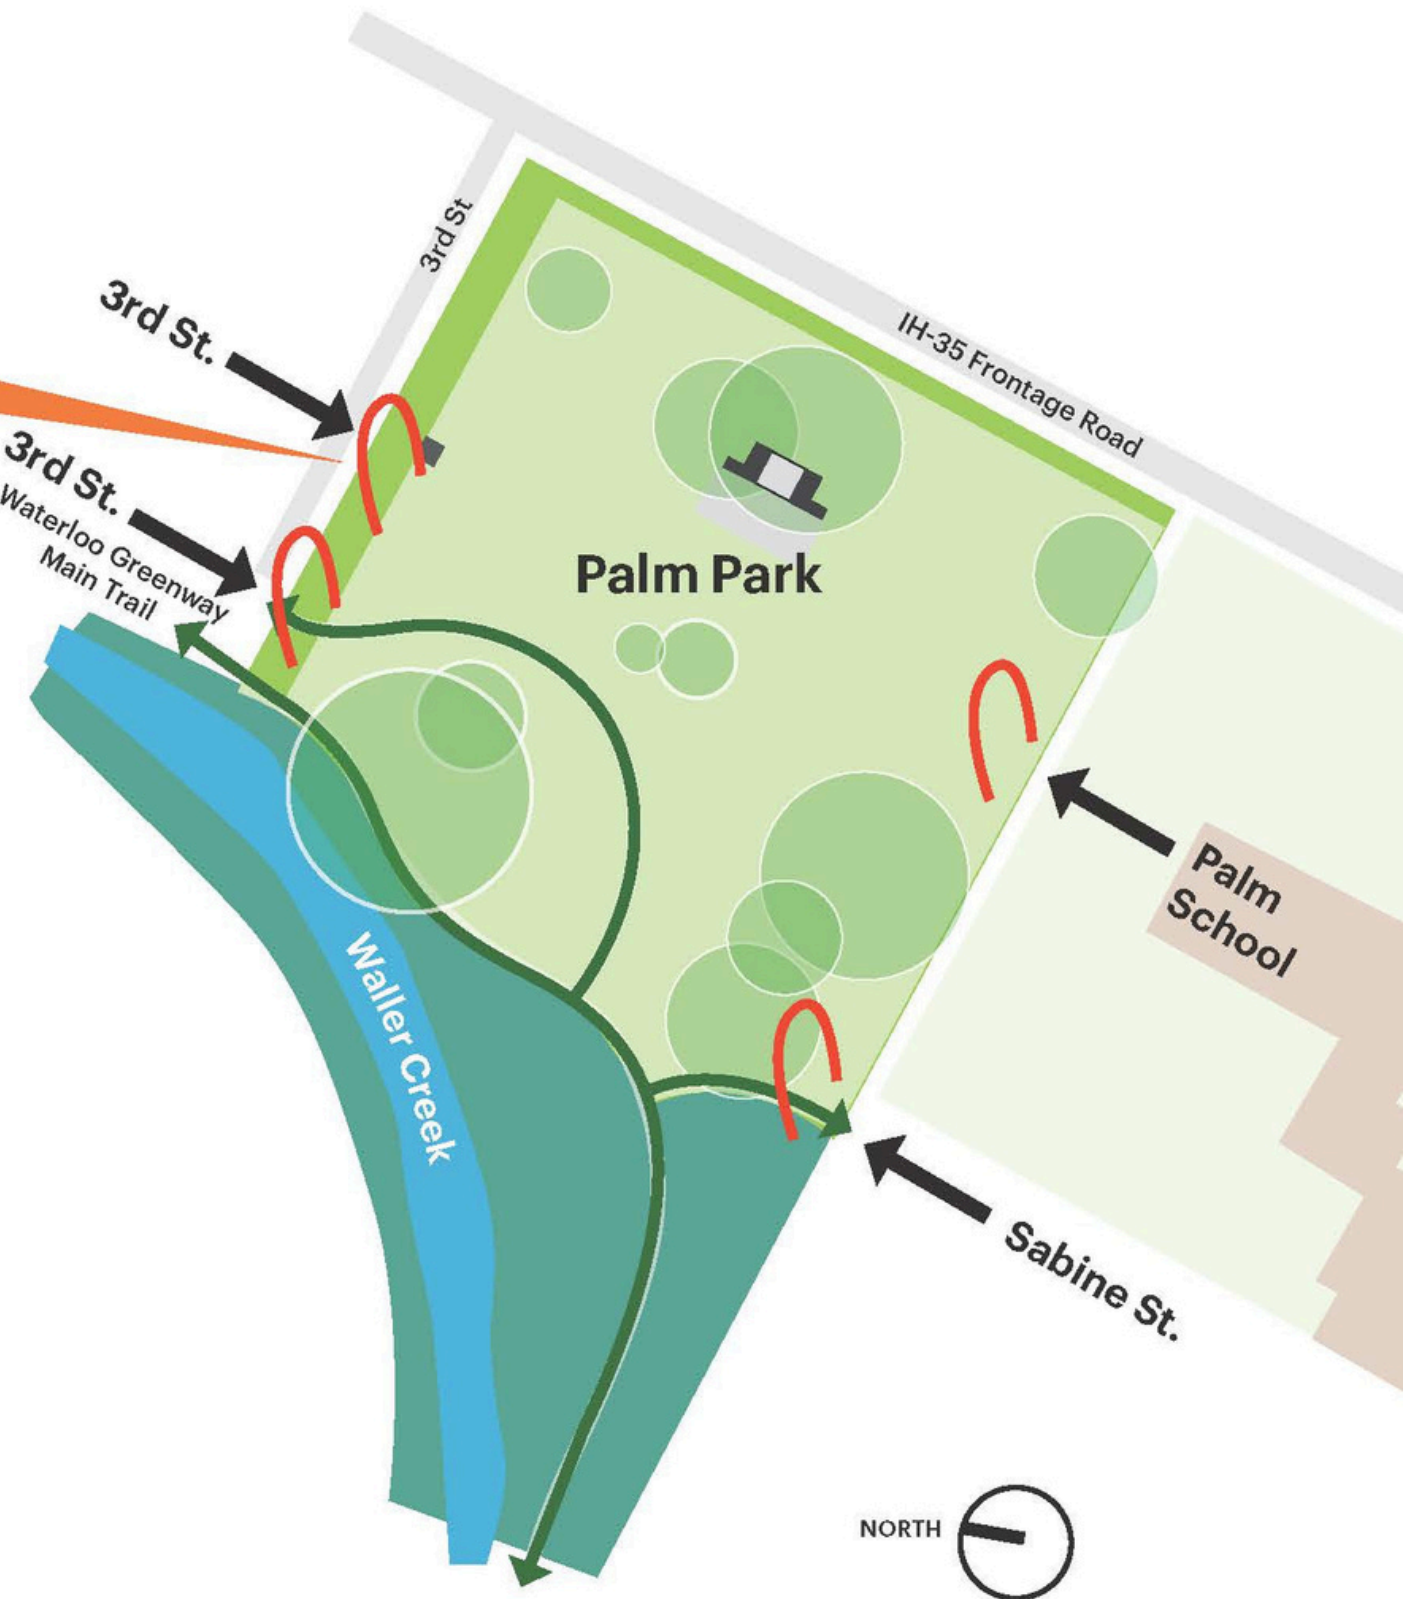 3rd St
3rd St.
IH-35 Frontage Road
3rd St.
Waterloo Greenway
Main Trail
Palm Park
Palm
School
Waller Creek
Sabine St.
NORTH